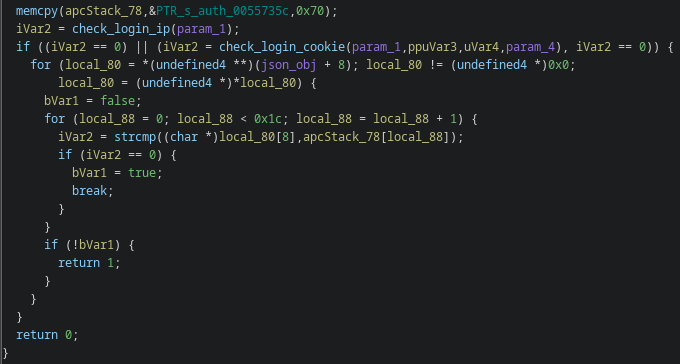 memcpy(apcStack_78,&PTR_s_auth_0055735c,0x70);
iVar2 = check_login_ip(param_1);
if ((iVar2 == 0) || (iVar2 = check_login_cookie(param_1,ppuVar3,uVar4,param_4), iVar2 == 0)) {
for (local_80 = *(undefined4 **)(json_obj + 8); local_80 != (undefined4 *)0x0;
local_80 = (undefined4 *)*local_80) {
bVar1 = false;
for (local_88 = 0; local_88 < 0x1c; local_88 = local_88 + 1) {
iVar2 = strcmp((char *)local_80[8],apcStack_78[local_88]);
if (iVar2 == 0) {
bVar1 = true;
break;
}
}
if (!bVar1) {
return 1;
}
}
}
return 0;
}